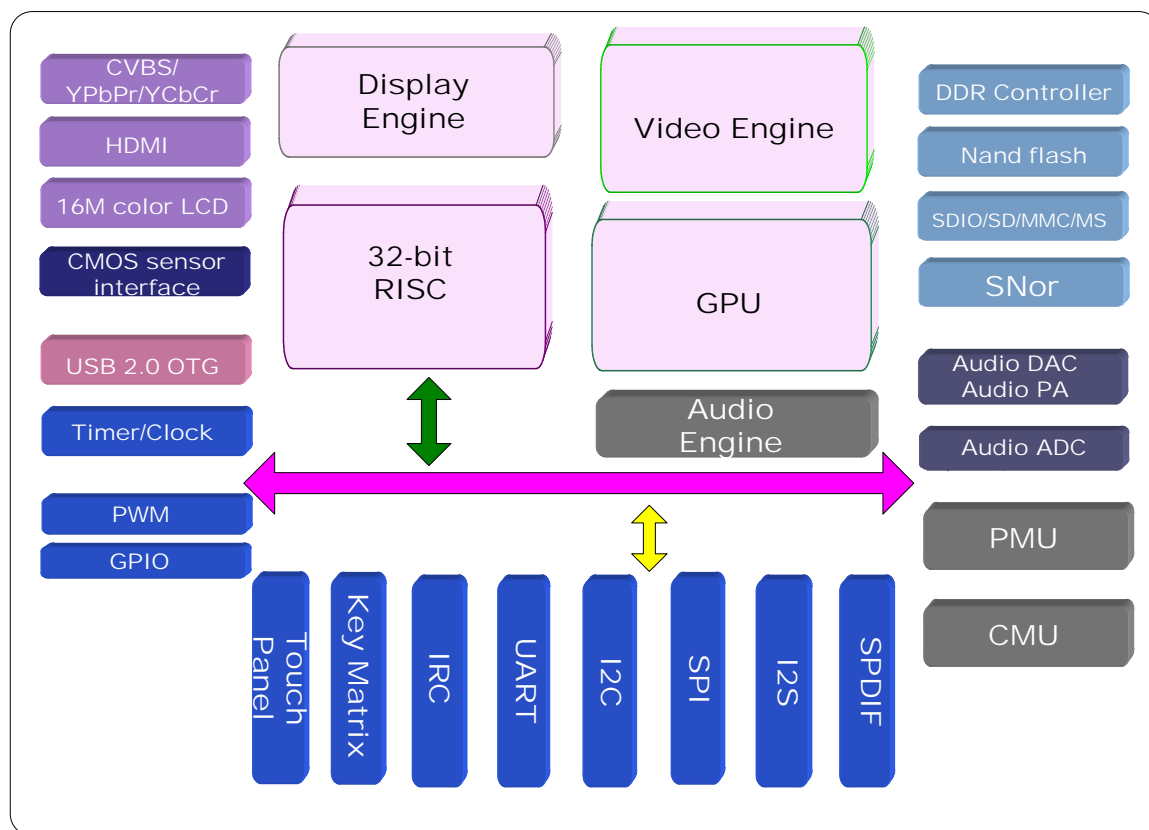 CVBS/
YPbPr/YCbCr
HDMI
16M color LCD
CMOS sensor
interface
USB 2.0 OTG
Timer/Clock
PWM
GPIO
Display
Engine
32-bit
RISC
Video Engine
GPU
Audio
Engine
DDR Controller
Nand flash
SDIO/SD/MMC/MS
SNor
Audio DAC
Audio PA
Audio ADC
PMU
CMU
Touch
Panel
Key Matrix
IRC
UART
I2C
SPI
I2S
SPDIF